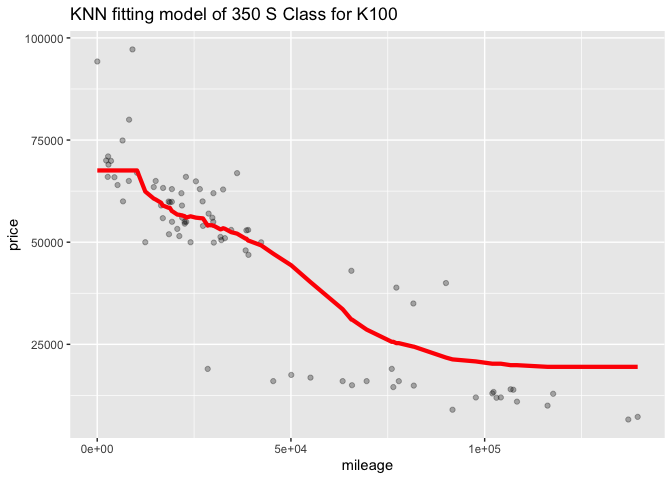 KNN fitting model of 350 S Class for K100
100000
75000
50000
25000
price
0e+00 5e+04 1e+05
mileage